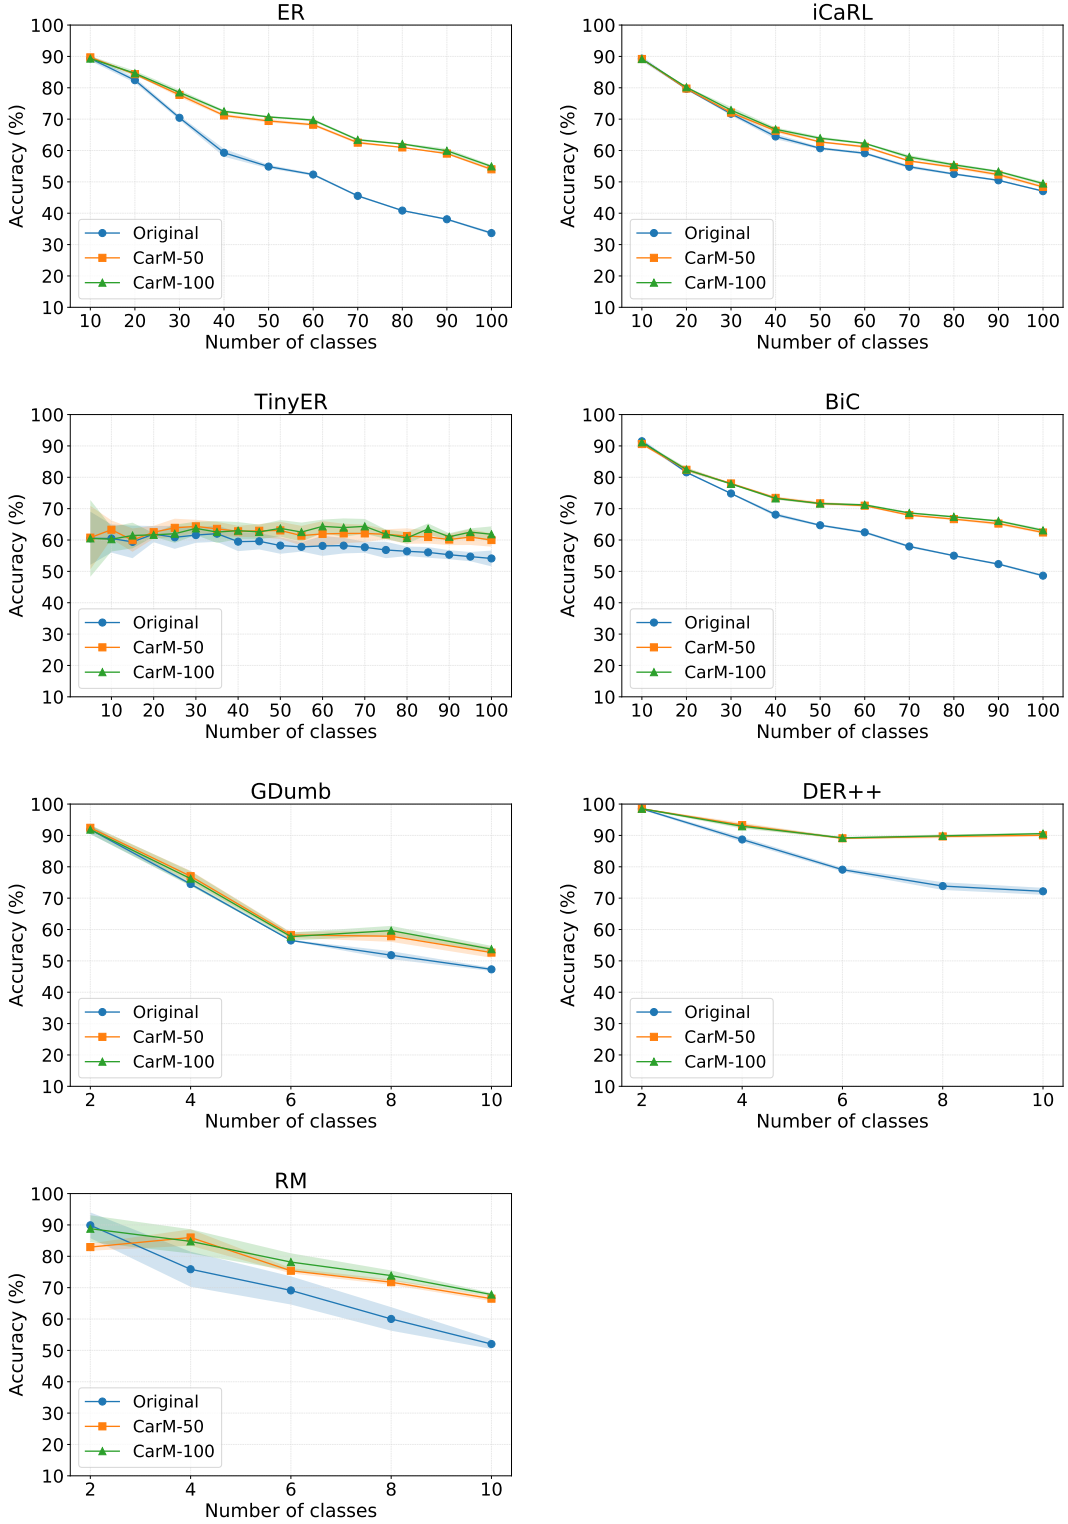 ER
Accuracy (%)
100
90
80
70
60
50
40
30
20
10
Original
CarM-50
CarM-100
10 20 30 40 50 60 70 80 90 100
Number of classes
iCaRL
Accuracy (%)
100
90
80
70
60
50
40
30
20
10
Original
CarM-50
CarM-100
10 20 30 40 50 60 70 80 90 100
Number of classes
TinyER
Accuracy (%)
100
90
80
70
60
50
40
30
20
10
Original
CarM-50
CarM-100
10 20 30 40 50 60 70 80 90 100
Number of classes
BiC
Accuracy (%)
100
90
80
70
60
50
40
30
20
10
Original
CarM-50
CarM-100
10 20 30 40 50 60 70 80 90 100
Number of classes
GDumb
Accuracy (%)
100
90
80
70
60
50
40
30
20
10
Original
CarM-50
CarM-100
2 4 6 8 10
Number of classes
DER++
Accuracy (%)
100
90
80
70
60
50
40
30
20
10
Original
CarM-50
CarM-100
2 4 6 8 10
Number of classes
RM
Accuracy (%)
100
90
80
70
60
50
40
30
20
10
Original
CarM-50
CarM-100
2 4 6 8 10
Number of classes